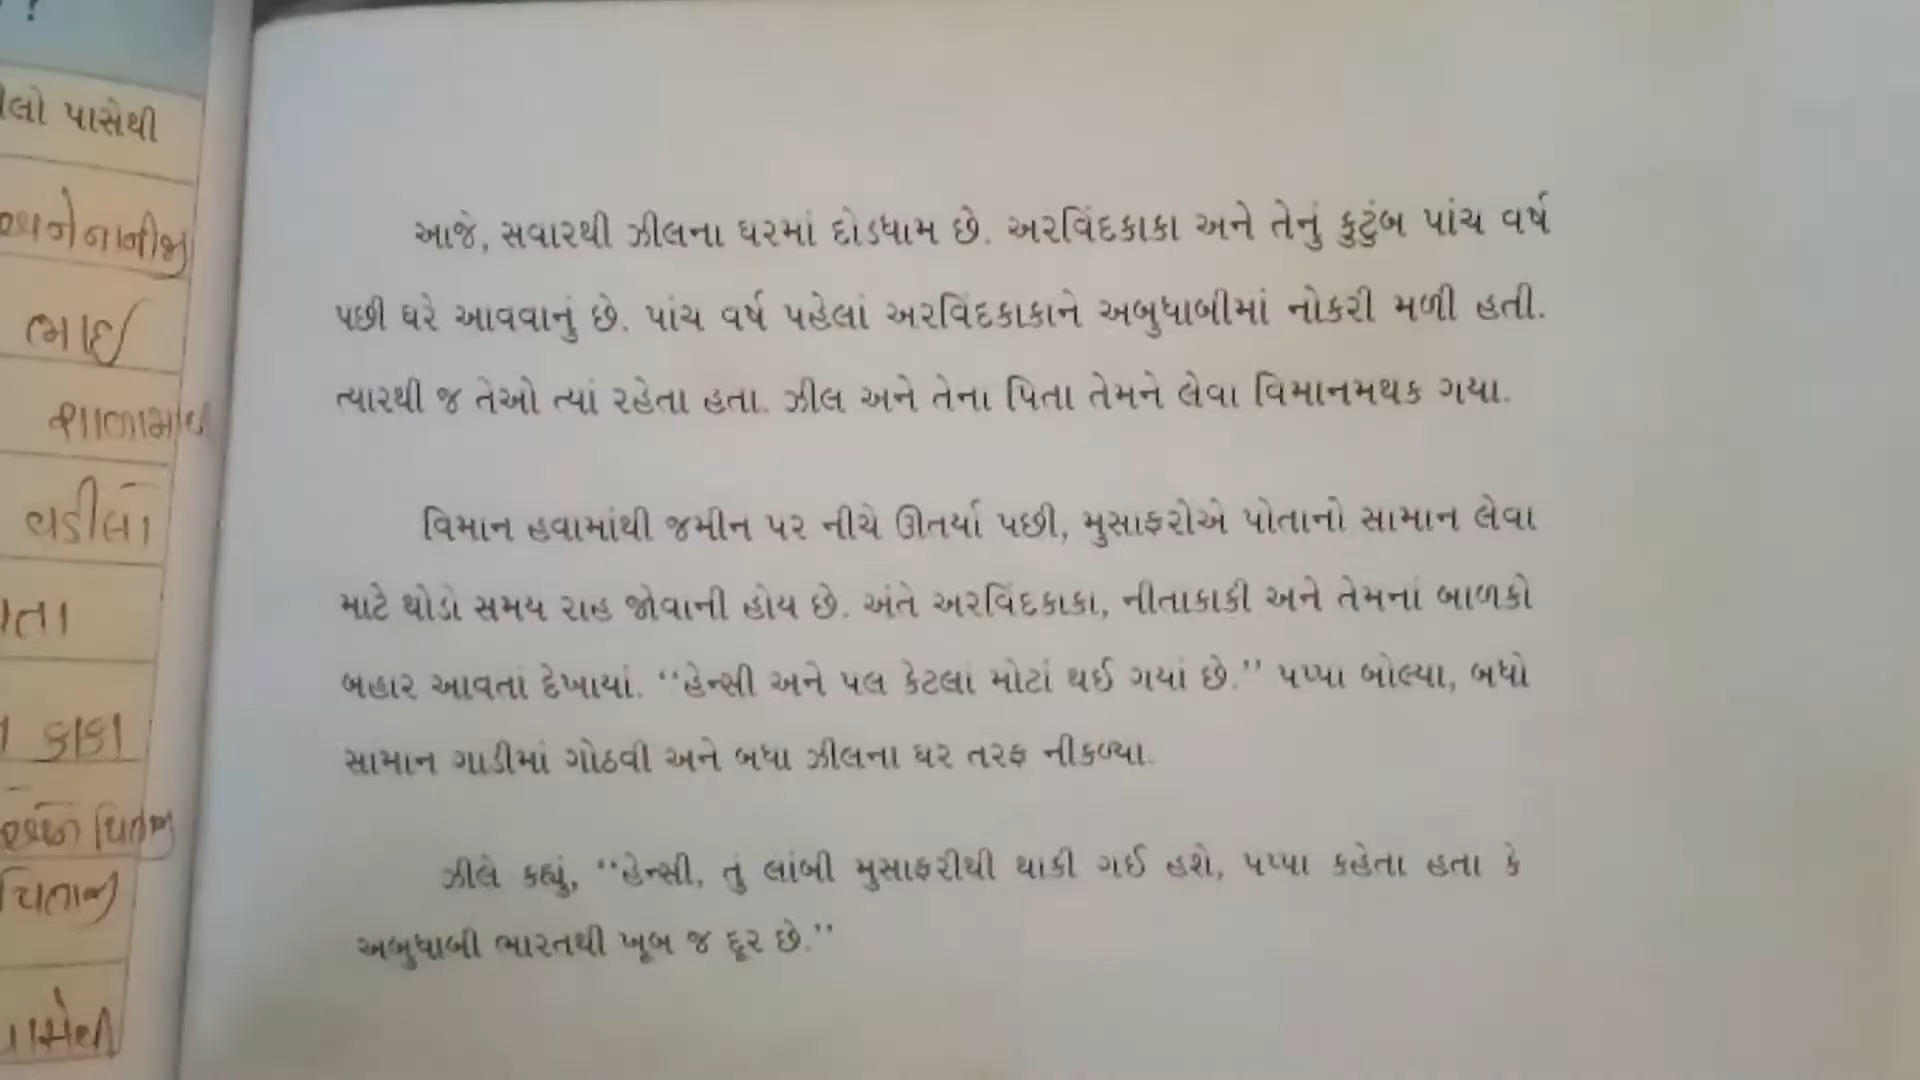 પાસેથી
ભાઈ
વડીલો
કાકા
આજે, સવારથી ઝીલના ઘરમાં દોડધામ છે. અરવિંદકાકા અને તેનું કુટુંબ પાંચ વર્ષ
પછી ઘરે આવવાનું છે. પાંચ વર્ષ પહેલાં અરવિંદકાકાને અબુધાબીમાં નોકરી મળી હતી.
ત્યારથી જ તેઓ ત્યાં રહેતા હતા. ઝીલ અને તેના પિતા તેમને લેવા વિમાનમથક ગયા.
વિમાન હવામાંથી જમીન પર નીચે ઊતર્યા પછી, મુસાફરોએ પોતાનો સામાન લેવા
માટે થોડો સમય રાહ જોવાની હોય છે. અંતે અરવિંદકાકા, નીતાકાકી અને તેમનાં બાળકો
બહાર આવતાં દેખાયાં. “હેન્સી અને પલ કેટલાં મોટાં થઈ ગયાં છે.” પપ્પા બોલ્યા, બધો
સામાન ગાડીમાં ગોઠવી અને બધા ઝીલના ઘર તરફ નીકળ્યા.
ઝીલે કહ્યું, “હેન્સી, તું લાંબી મુસાફરીથી થાકી ગઈ હશે, પપ્પા કહેતા હતા કે
અબુધાબી ભારતથી ખૂબ જ દૂર છે.”